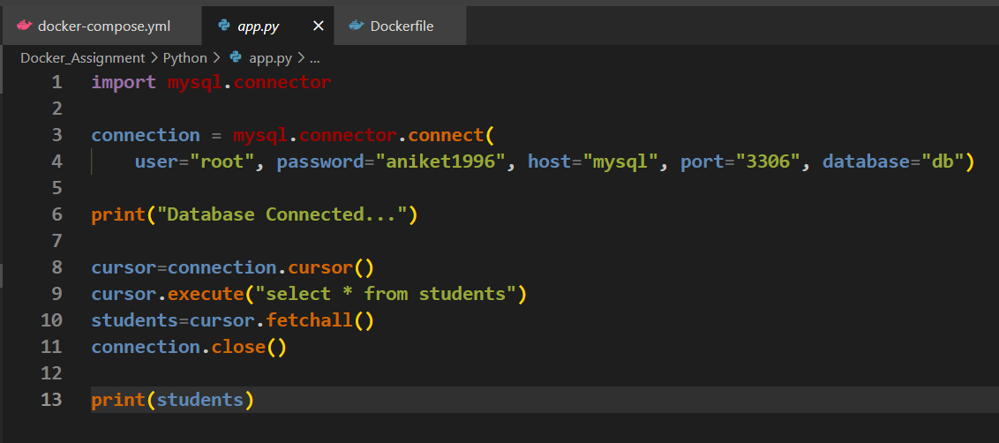 docker-compose.yml app.py Dockerfile
Docker_Assignment > Python > app.py > ...
1 import mysql.connector
2
3 connection = mysql.connector.connect(
4 user="root", password="aniket1996", host="mysql", port="3306", database="db")
5
6 print("Database Connected...")
7
8 cursor=connection.cursor()
9 cursor.execute("select * from students")
10 students=cursor.fetchall()
11 connection.close()
12
13 print(students)